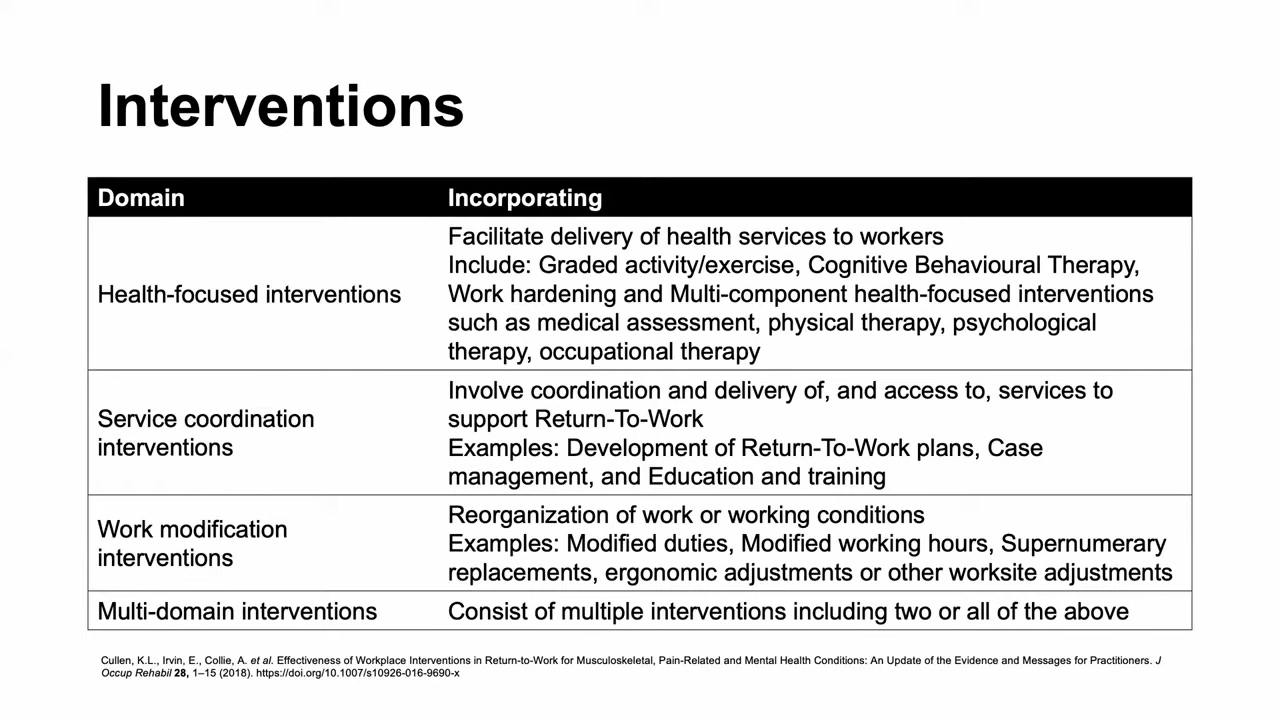 Interventions
Domain
Incorporating
Health-focused interventions
Facilitate delivery of health services to workers
Include: Graded activity/exercise, Cognitive Behavioural Therapy,
Work hardening and Multi-component health-focused interventions
such as medical assessment, physical therapy, psychological
therapy, occupational therapy
Service coordination
interventions
Involve coordination and delivery of, and access to, services to
support Return-To-Work
Examples: Development of Return-To-Work plans, Case
management, and Education and training
Work modification
interventions
Reorganization of work or working conditions
Examples: Modified duties, Modified working hours, Supernumerary
replacements, ergonomic adjustments or other worksite adjustments
Multi-domain interventions
Consist of multiple interventions including two or all of the above
Cullen, K.L., Irvin, E., Collie, A. et al. Effectiveness of Workplace Interventions in Return-to-Work for Musculoskeletal, Pain-Related and Mental Health Conditions: An Update of the Evidence and Messages for Practitioners. J
Occup Rehabil 28, 1–15 (2018). https://doi.org/10.1007/s10926-016-9690-x